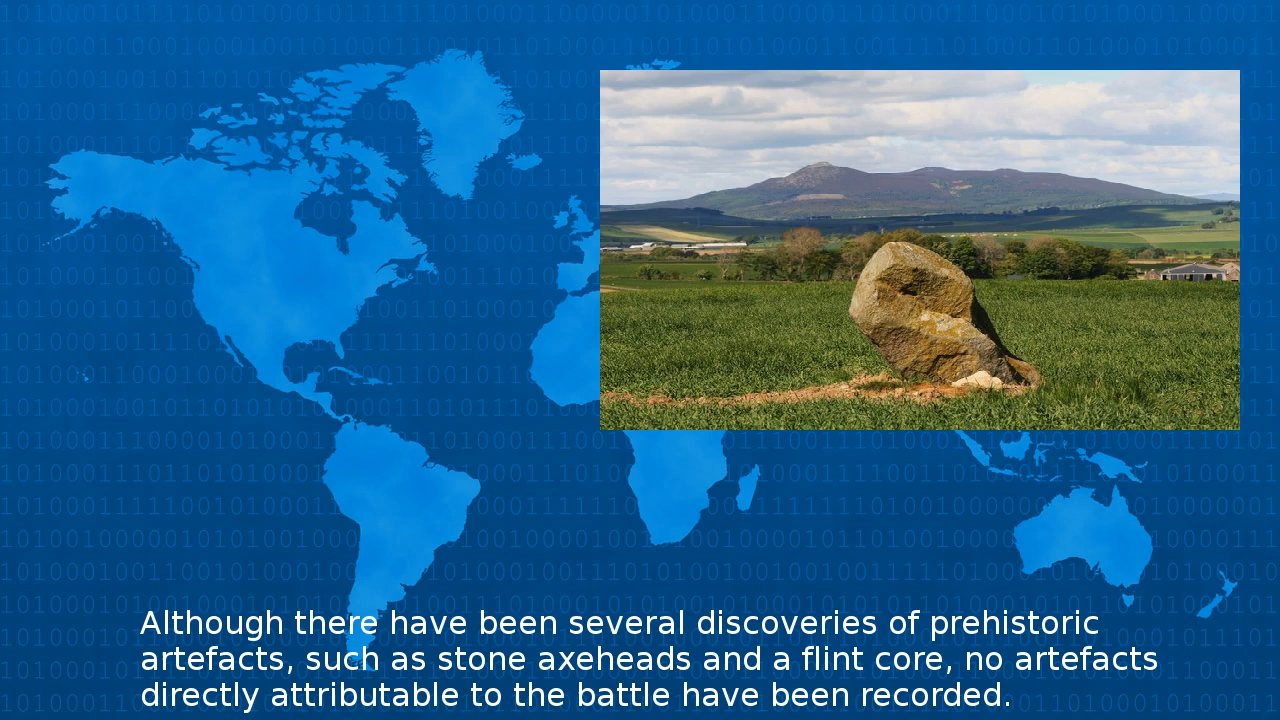 Although there have been several discoveries of prehistoric
artefacts, such as stone axeheads and a flint core, no artefacts
directly attributable to the battle have been recorded.